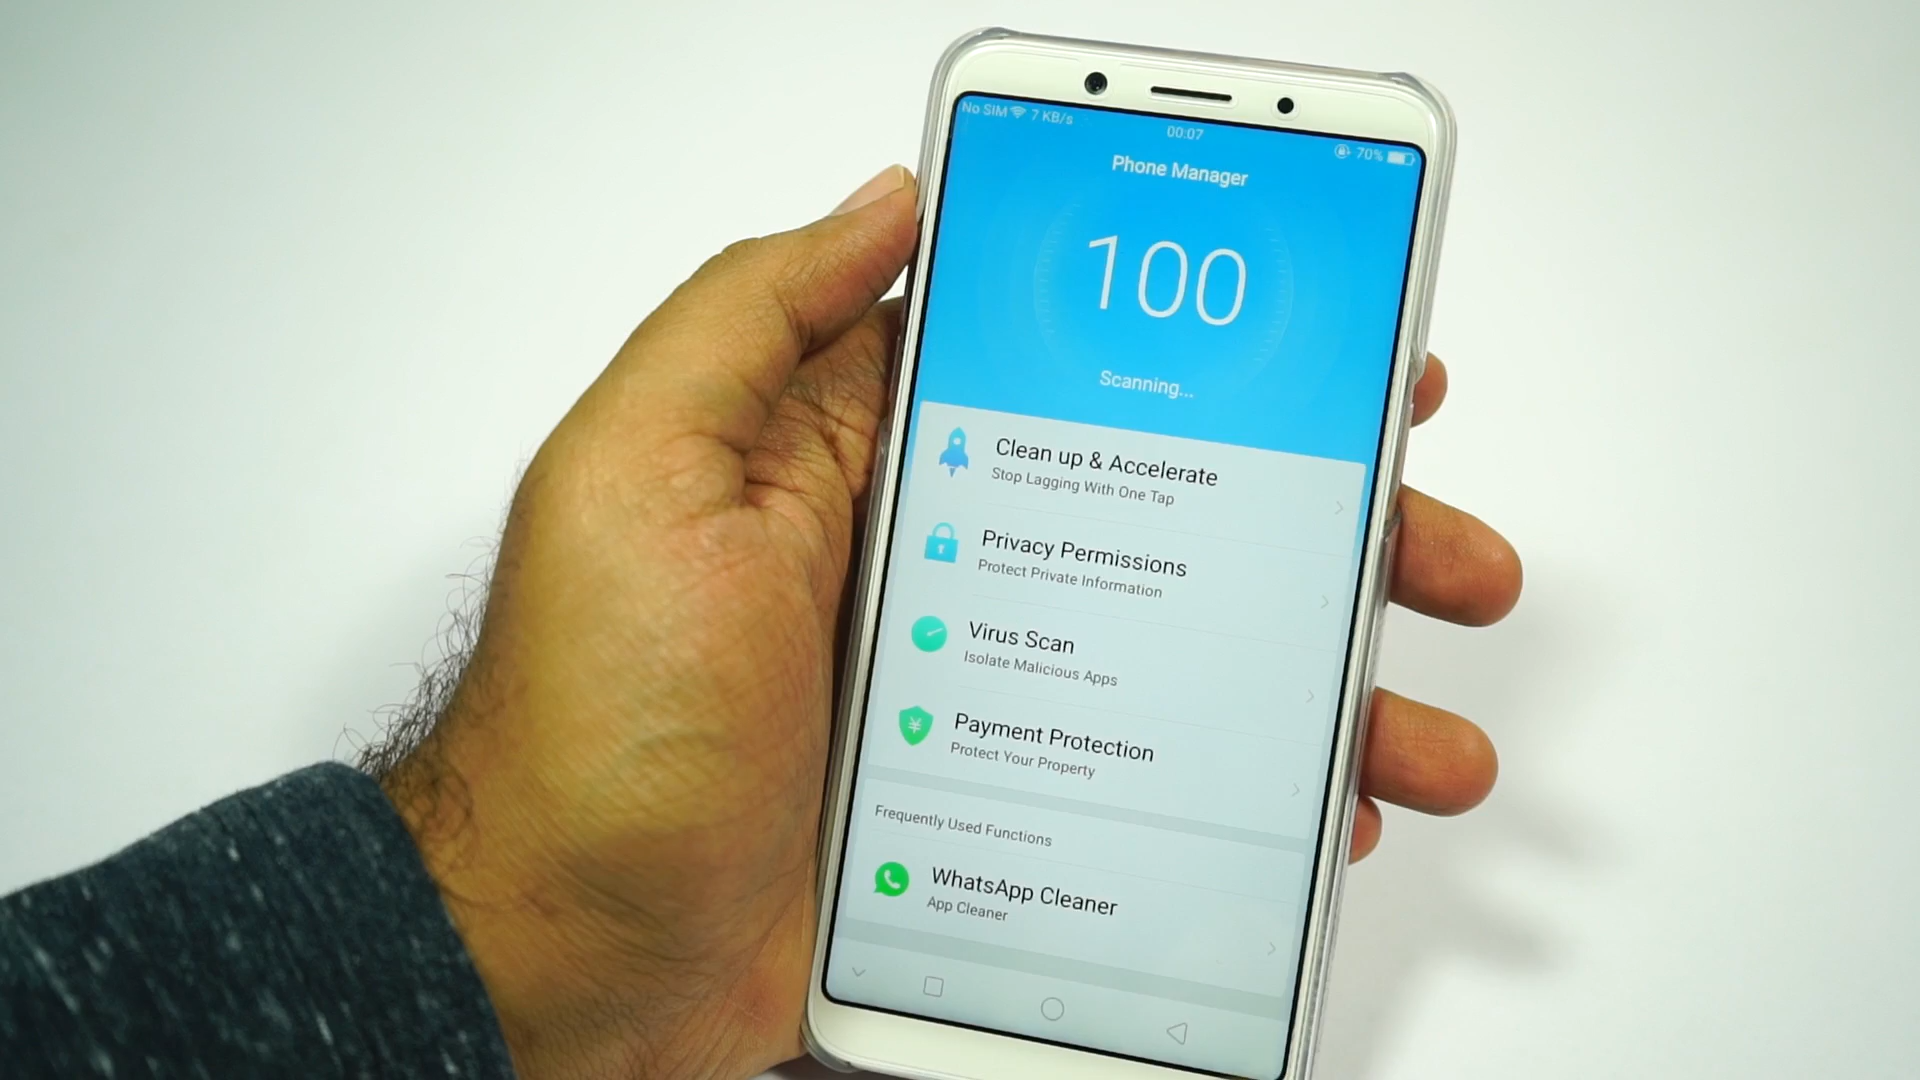 No SIM 7 KB/s
00:07
70%
Phone Manager
100
Scanning...
Clean up & Accelerate
Stop Lagging With One Tap
Privacy Permissions
Protect Private Information
Virus Scan
Isolate Malicious Apps
¥
Payment Protection
Protect Your Property
Frequently Used Functions
WhatsApp Cleaner
App Cleaner